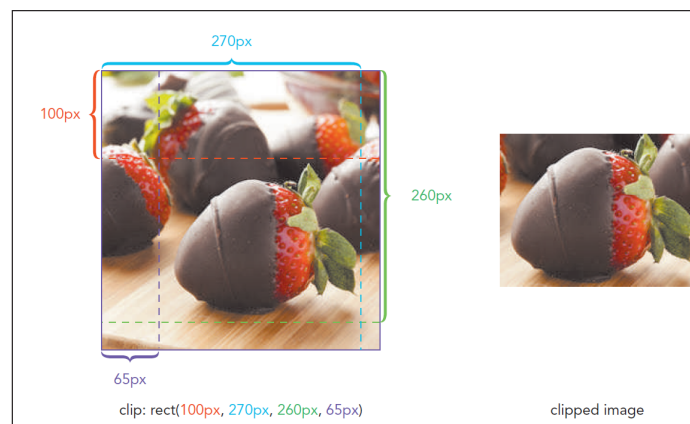 270px
100px
260px
65px
clip: rect(100px, 270px, 260px, 65px)
clipped image